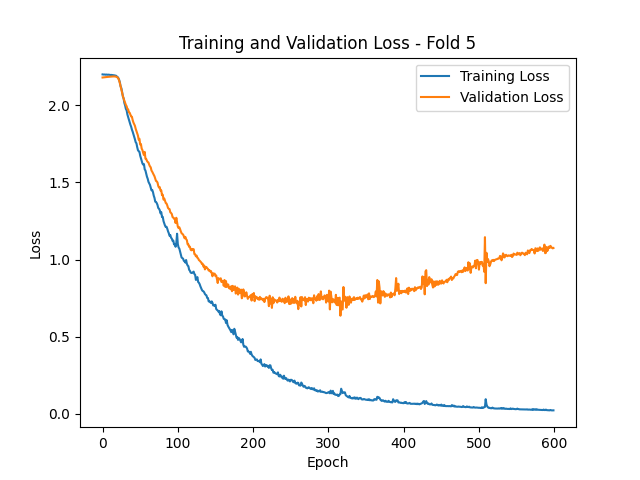 Training and Validation Loss - Fold 5
Training Loss
Validation Loss
2.0
1.5
1.0
0.5
0.0
Loss
0 100 200 300 400 500 600
Epoch